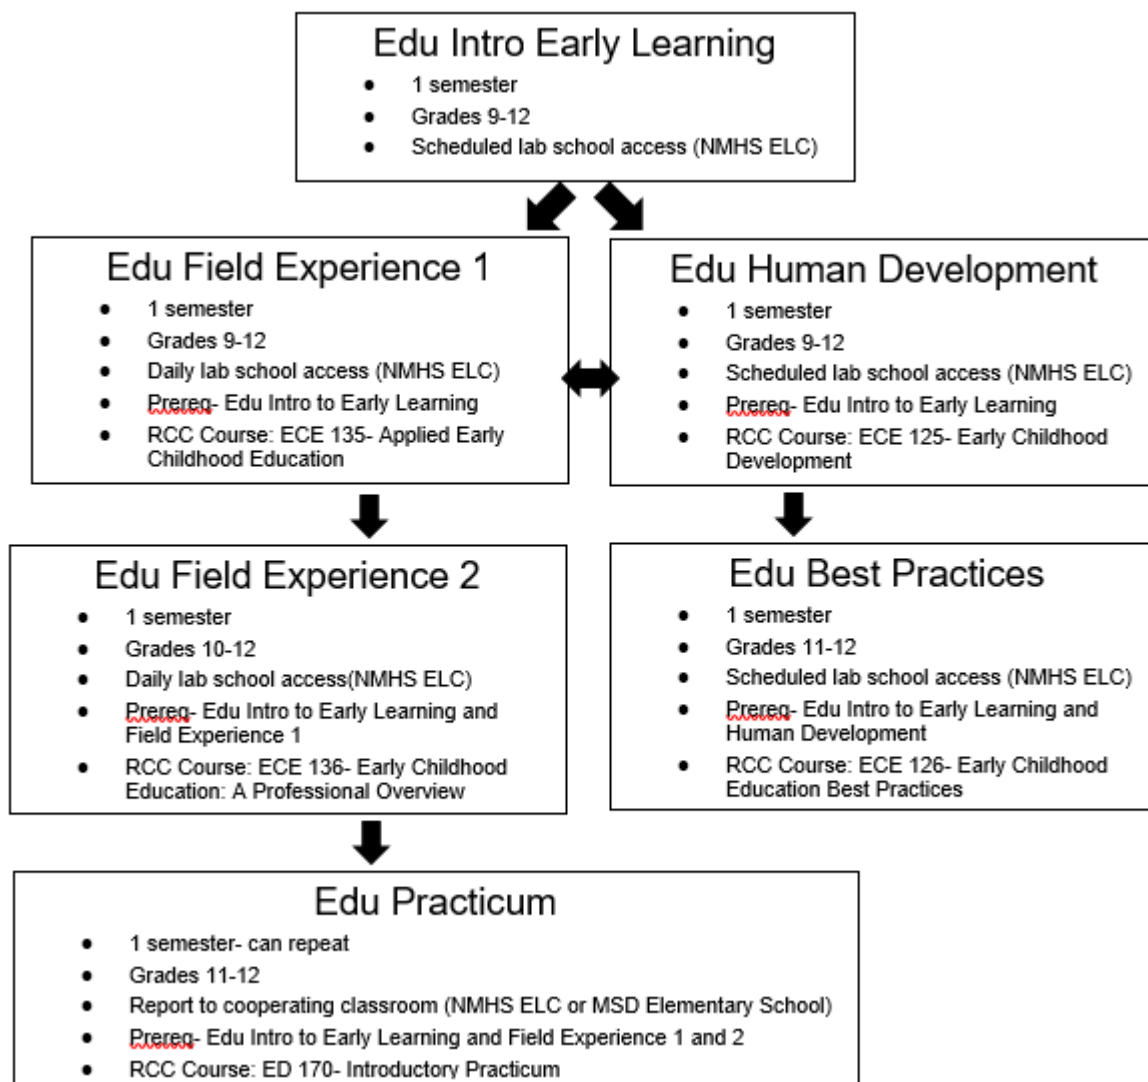 Edu Intro Early Learning
● 1 semester
● Grades 9-12
● Scheduled lab school access (NMHS ELC)
Edu Field Experience 1
● 1 semester
● Grades 9-12
● Daily lab school access (NMHS ELC)
● Prereq- Edu Intro to Early Learning
● RCC Course: ECE 135- Applied Early
Childhood Education
Edu Human Development
● 1 semester
● Grades 9-12
● Scheduled lab school access (NMHS ELC)
● Prereq- Edu Intro to Early Learning
● RCC Course: ECE 125- Early Childhood
Development
Edu Field Experience 2
● 1 semester
● Grades 10-12
● Daily lab school access(NMHS ELC)
● Prereq- Edu Intro to Early Learning and
Field Experience 1
● RCC Course: ECE 136- Early Childhood
Education: A Professional Overview
Edu Best Practices
● 1 semester
● Grades 11-12
● Scheduled lab school access (NMHS ELC)
● Prereq- Edu Intro to Early Learning and
Human Development
● RCC Course: ECE 126- Early Childhood
Education Best Practices
Edu Practicum
● 1 semester- can repeat
● Grades 11-12
● Report to cooperating classroom (NMHS ELC or MSD Elementary School)
● Prereq- Edu Intro to Early Learning and Field Experience 1 and 2
● RCC Course: ED 170- Introductory Practicum